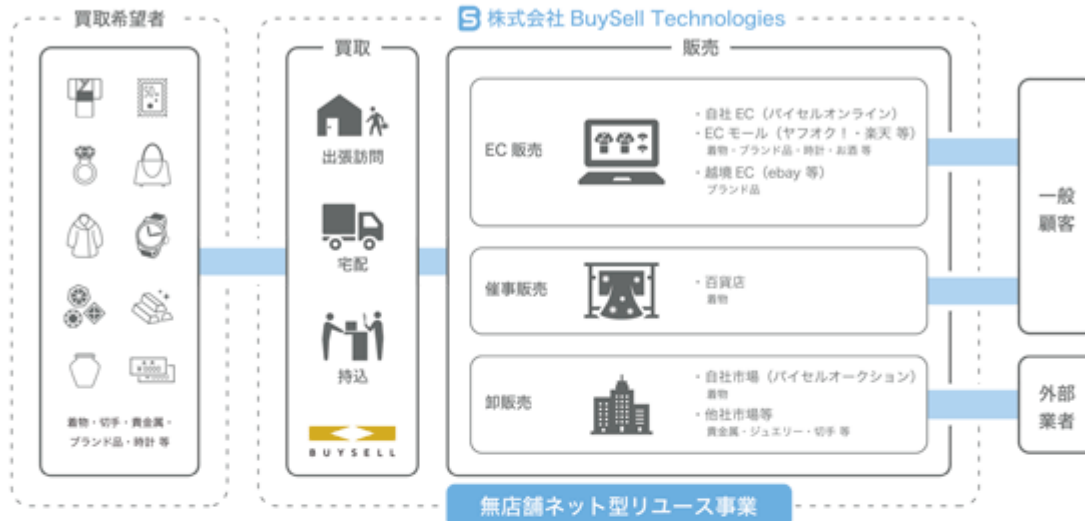 買取希望者
着物・切手・貴金属・
ブランド品・時計 等
S 株式会社 BuySell Technologies
買取
出張訪問
宅配
持込
BUYSELL
販売
EC 販売
・自社 EC（バイセルオンライン）
・EC モール（ヤフオク！・楽天 等）
着物・ブランド品・時計・お酒 等
・越境 EC（ebay 等）
ブランド品
催事販売
・百貨店
着物
卸販売
・自社市場（バイセルオークション）
着物
・他社市場等
貴金属・ジュエリー・切手 等
一般
顧客
外部
業者
無店舗ネット型リユース事業